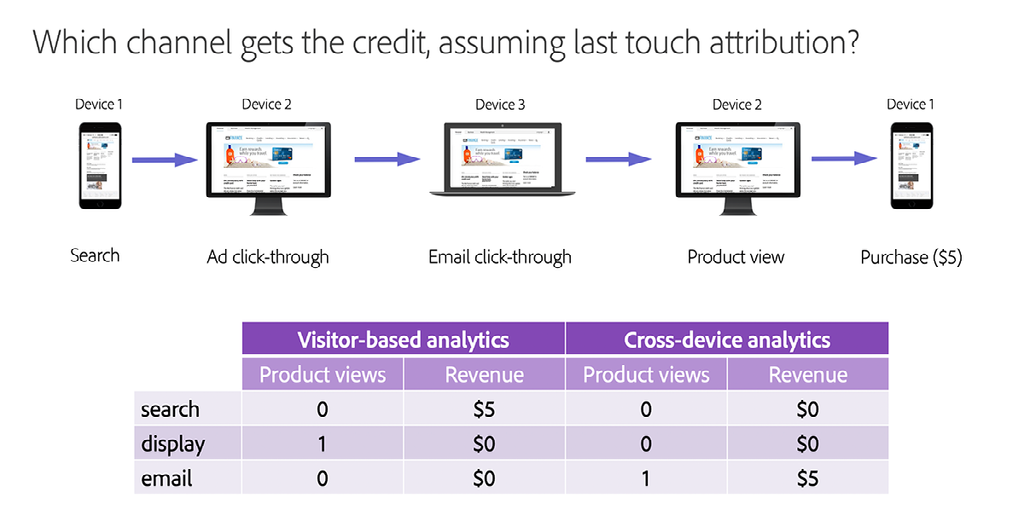 Which channel gets the credit, assuming last touch attribution?
Device 1 Device 2 Device 3 Device 2 Device 1
Search Ad click-through Email click-through Product view Purchase ($5)
Visitor-based analytics Cross-device analytics
Product views Revenue Product views Revenue
search 0 $5 0 $0
display 1 $0 0 $0
email 0 $0 1 $5